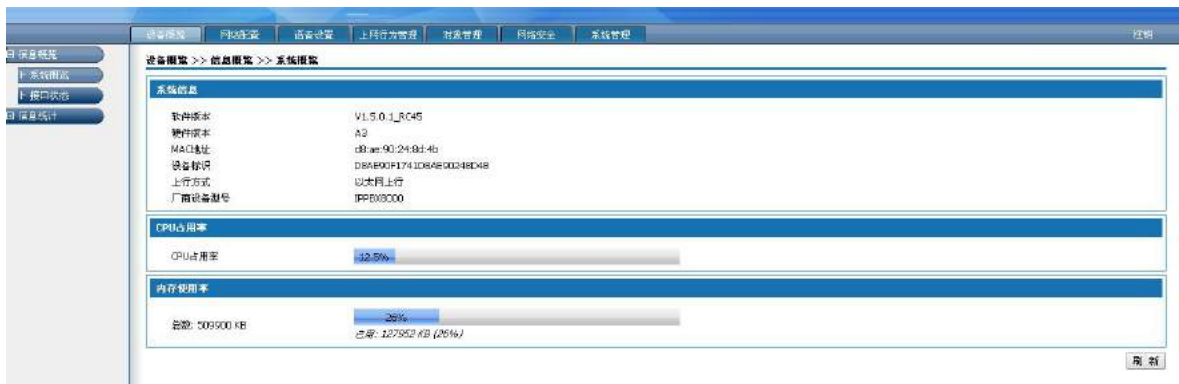 设备概览 网络配置 设备设置 上网行为管理 对象管理 网络安全 系统管理 注销
信息概览
系统概览
接口状态
信息统计
设备概览 >> 信息概览 >> 系统概览
系统信息
软件版本 V1.5.0.1_RC45
硬件版本 A3
MAC地址 d8:ae:90:24:8d:4b
设备标识 D8AE90F1741D8AE90248D4B
上行方式 以太网上行
厂商设备型号 IPPBX8000
CPU占用率
CPU占用率 12.5%
内存使用率
总数: 509900 KB 26%
已用: 127952 KB (26%)
刷 新